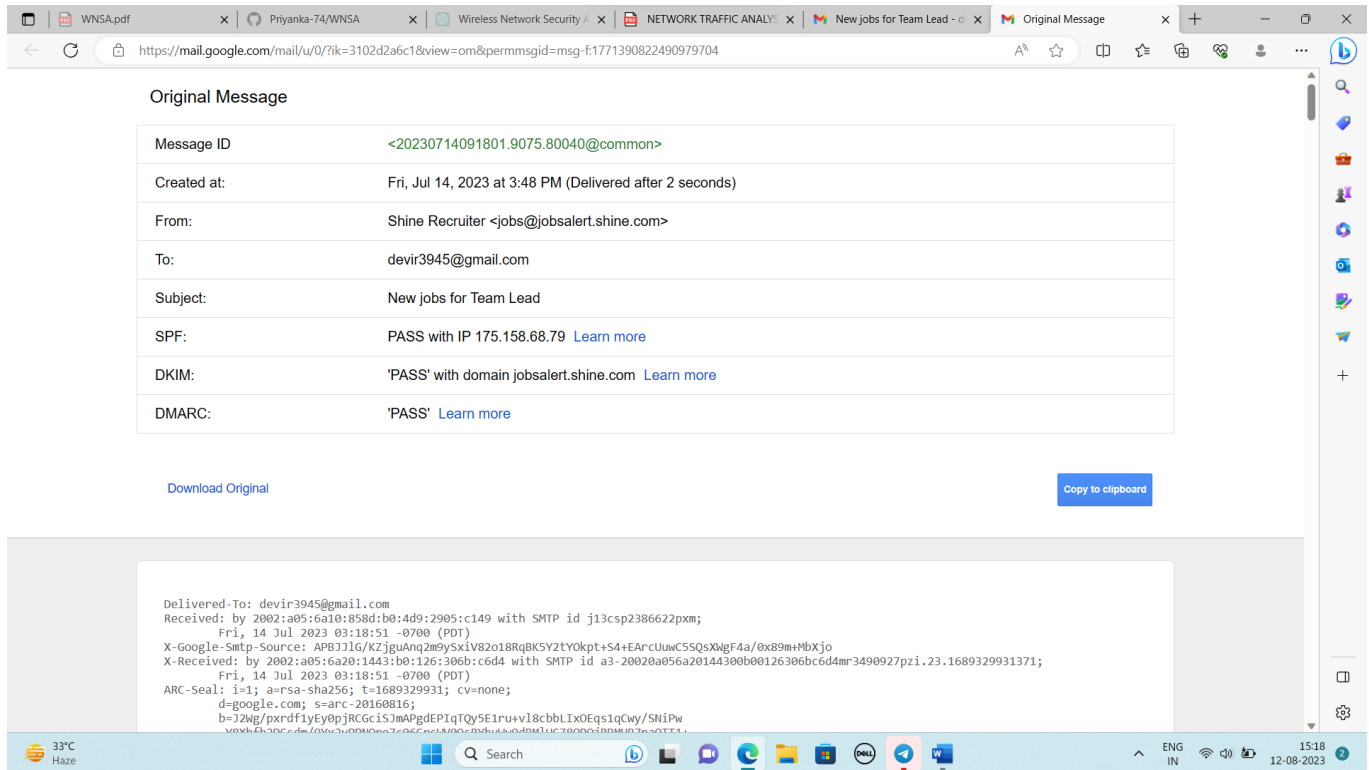 WNSA.pdf
Priyanka-74/WNSA
Wireless Network Security A
NETWORK TRAFFIC ANALYS
New jobs for Team Lead - d
Original Message
https://mail.google.com/mail/u/0/?ik=3102d2a6c1&view=om&permmsgid=msg-f:1771390822490979704
Original Message
Message ID <20230714091801.9075.80040@common>
Created at: Fri, Jul 14, 2023 at 3:48 PM (Delivered after 2 seconds)
From: Shine Recruiter <jobs@jobsalert.shine.com>
To: devir3945@gmail.com
Subject: New jobs for Team Lead
SPF: PASS with IP 175.158.68.79 Learn more
DKIM: 'PASS' with domain jobsalert.shine.com Learn more
DMARC: 'PASS' Learn more
Download Original
Copy to clipboard
Delivered-To: devir3945@gmail.com
Received: by 2002:a05:6a10:858d:b0:4d9:2905:c149 with SMTP id j13csp2386622pxm;
Fri, 14 Jul 2023 03:18:51 -0700 (PDT)
X-Google-Smtp-Source: APBJJlG/KZjguAnq2m9ySxiV82o18RqBK5Y2tYOkpt+S4+EArcUuwC5SQsXWgF4a/0x89m+MbXjo
X-Received: by 2002:a05:6a20:1443:b0:126:306b:c6d4 with SMTP id a3-20020a056a20144300b00126306bc6d4mr3490927pzi.23.1689329931371;
Fri, 14 Jul 2023 03:18:51 -0700 (PDT)
ARC-Seal: i=1; a=rsa-sha256; t=1689329931; cv=none;
d=google.com; s=arc-20160816;
b=J2Wg/pxrdf1yEy0pjRCGciSJmAPgdEPIqTQy5E1ru+vl8cbbLIxOEqs1qCwy/SNiPw
33°C
Haze
Search
DELL
ENG
IN
15:18
12-08-2023
2